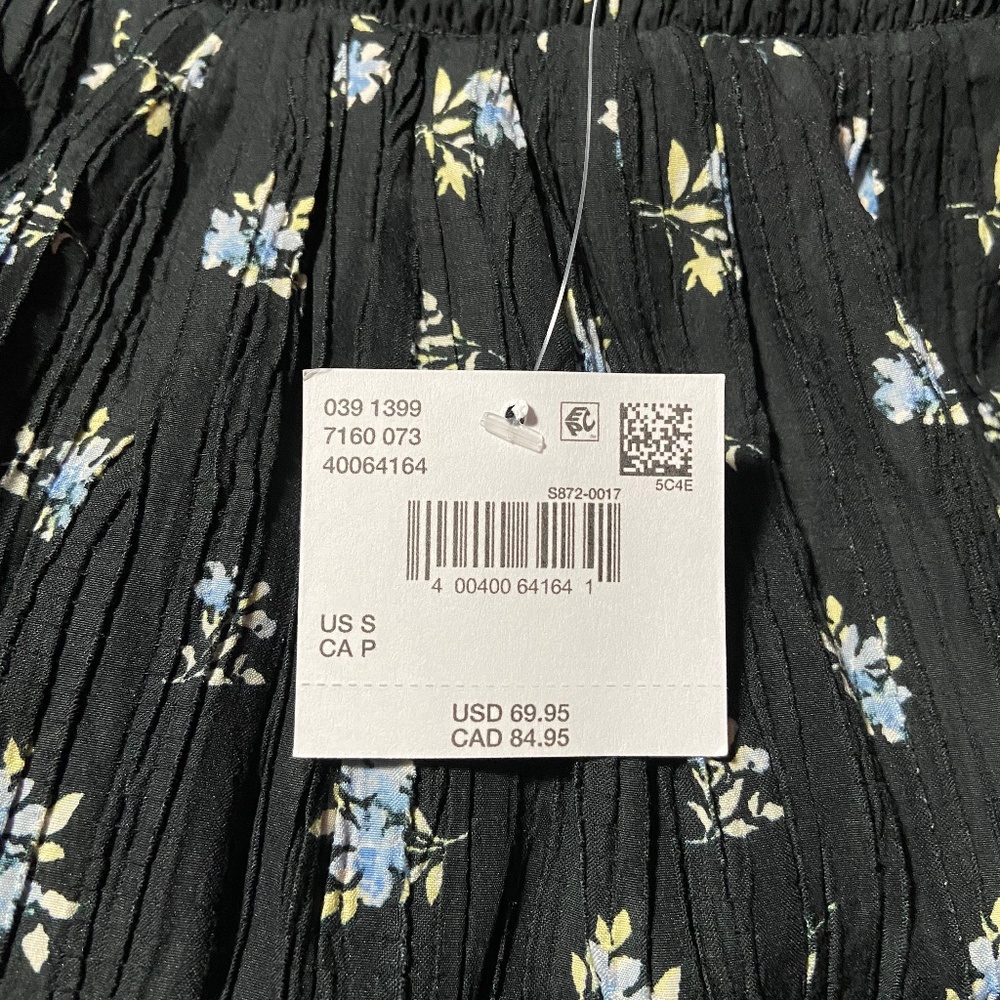 039 1399
7160 073
40064164
EPC
5C4E
S872-0017
4 00400 64164 1
US S
CA P
USD 69.95
CAD 84.95